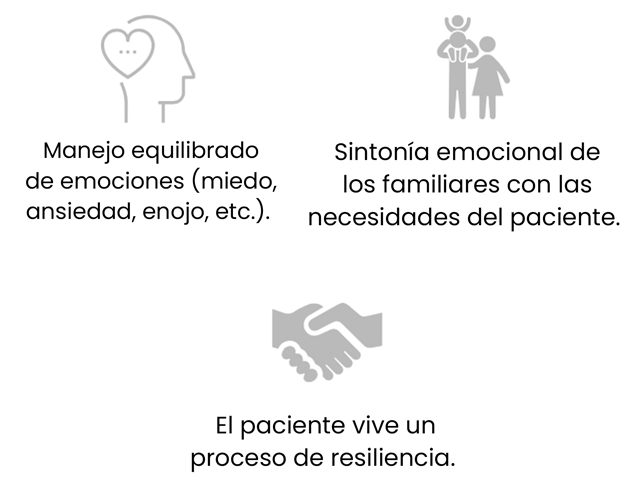 Manejo equilibrado
de emociones (miedo,
ansiedad, enojo, etc.).
Sintonía emocional de
los familiares con las
necesidades del paciente.
El paciente vive un
proceso de resiliencia.